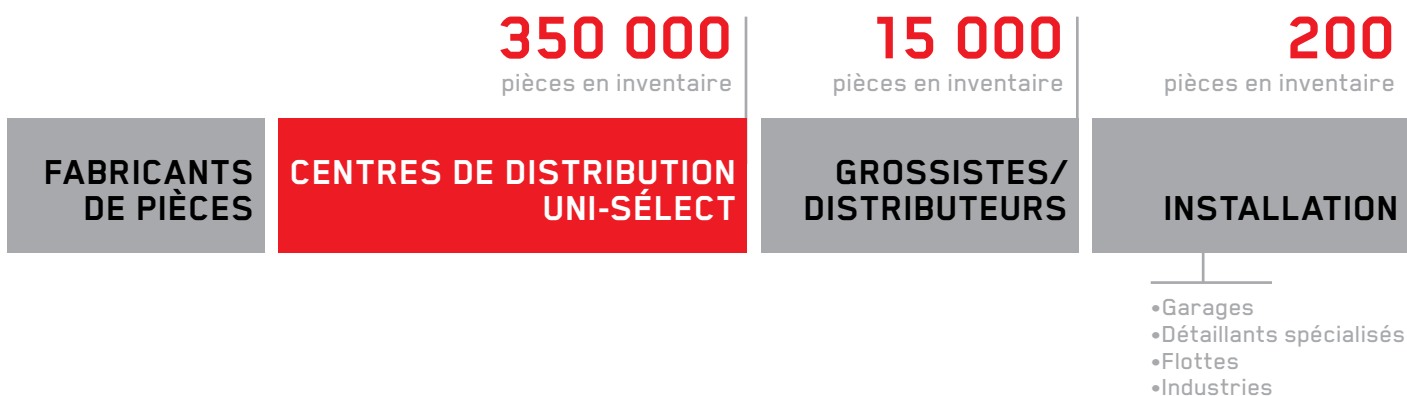 350 000
pièces en inventaire
15 000
pièces en inventaire
200
pièces en inventaire
FABRICANTS
DE PIÈCES
CENTRES DE DISTRIBUTION
UNI-SÉLECT
GROSSISTES/
DISTRIBUTEURS
INSTALLATION
•Garages
•Détaillants spécialisés
•Flottes
•Industries